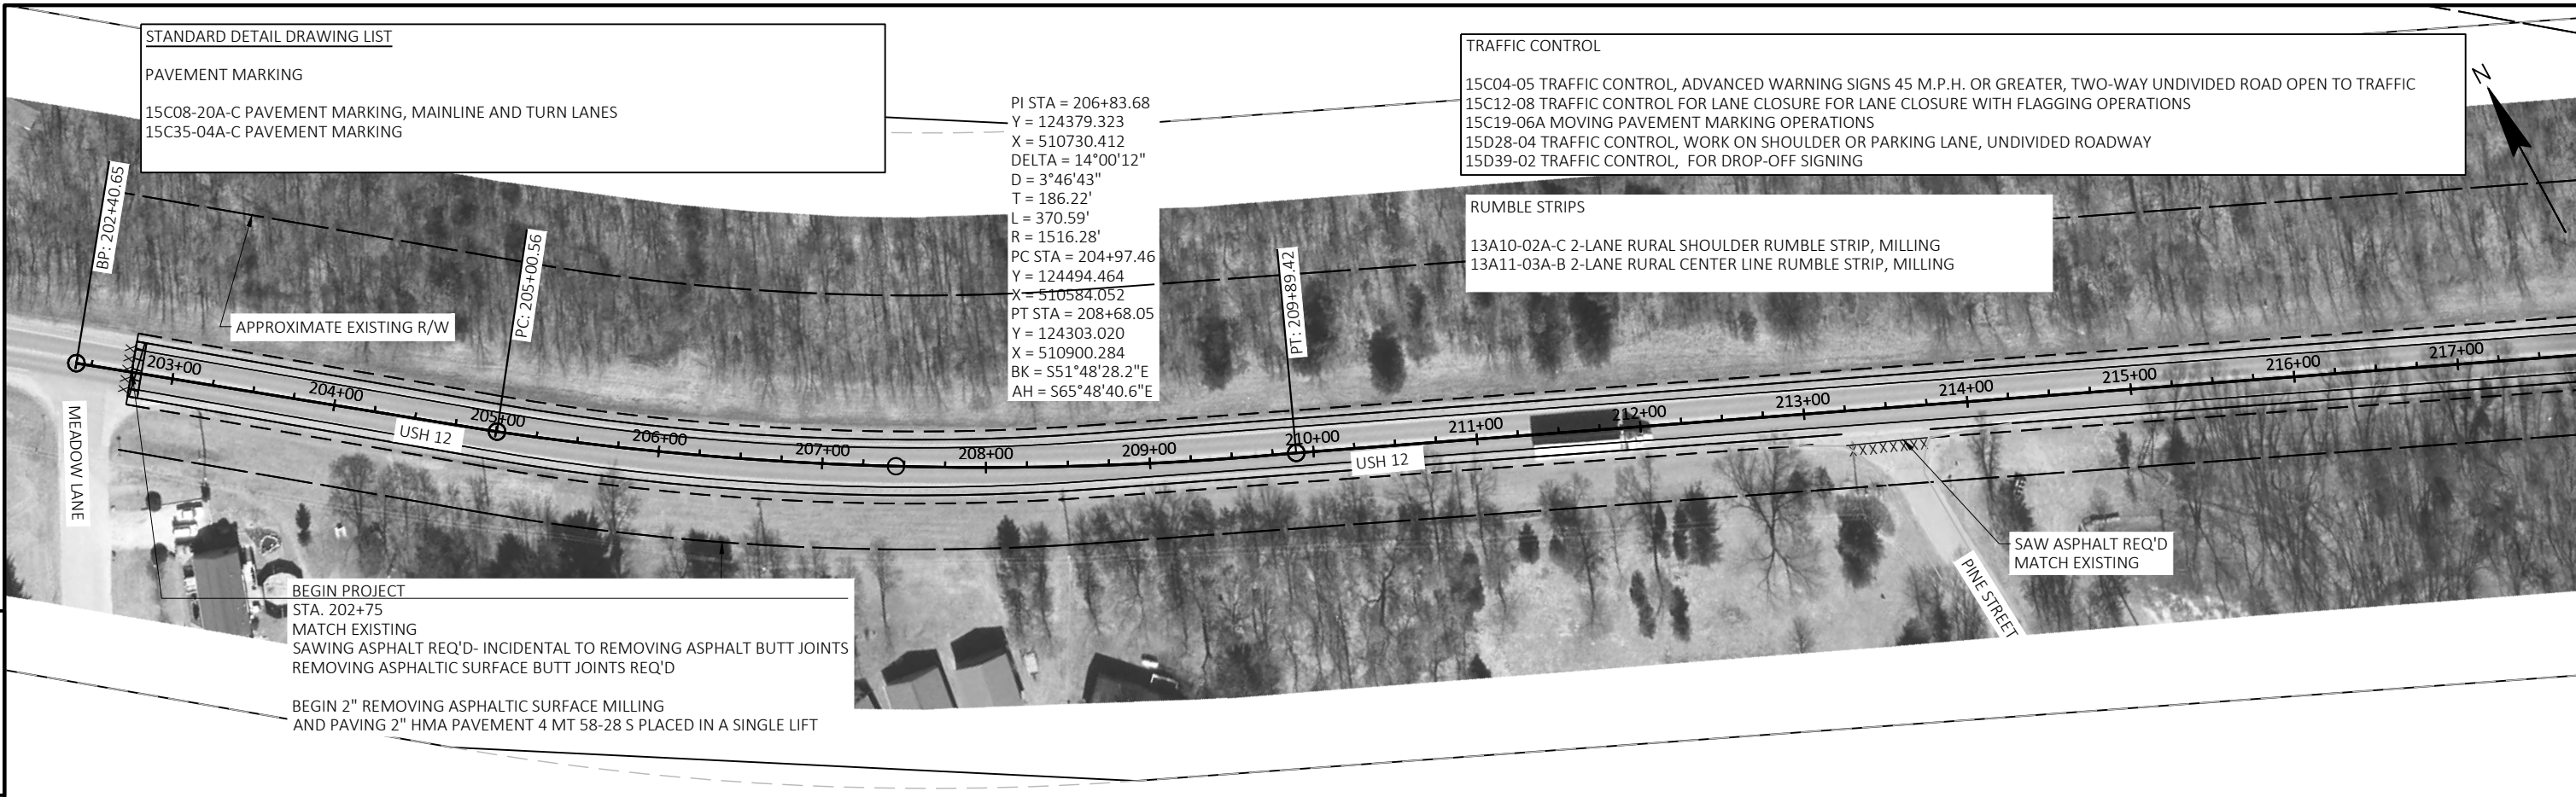 STANDARD DETAIL DRAWING LIST
PAVEMENT MARKING
15C08-20A-C PAVEMENT MARKING, MAINLINE AND TURN LANES
15C35-04A-C PAVEMENT MARKING
PI STA = 206+83.68
Y = 124379.323
X = 510730.412
DELTA = 14°00'12"
D = 3°46'43"
T = 186.22'
L = 370.59'
R = 1516.28'
PC STA = 204+97.46
Y = 124494.464
X = 510584.052
PT STA = 208+68.05
Y = 124303.020
X = 510900.284
BK = S51°48'28.2"E
AH = S65°48'40.6"E
TRAFFIC CONTROL
15C04-05 TRAFFIC CONTROL, ADVANCED WARNING SIGNS 45 M.P.H. OR GREATER, TWO-WAY UNDIVIDED ROAD OPEN TO TRAFFIC
15C12-08 TRAFFIC CONTROL FOR LANE CLOSURE FOR LANE CLOSURE WITH FLAGGING OPERATIONS
15C19-06A MOVING PAVEMENT MARKING OPERATIONS
15D28-04 TRAFFIC CONTROL, WORK ON SHOULDER OR PARKING LANE, UNDIVIDED ROADWAY
15D39-02 TRAFFIC CONTROL,  FOR DROP-OFF SIGNING
N
RUMBLE STRIPS
13A10-02A-C 2-LANE RURAL SHOULDER RUMBLE STRIP, MILLING
13A11-03A-B 2-LANE RURAL CENTER LINE RUMBLE STRIP, MILLING
BP: 202+40.65
PC: 205+00.56
PT: 209+89.42
APPROXIMATE EXISTING R/W
203+00
204+00
205+00
206+00
207+00
208+00
209+00
210+00
211+00
212+00
213+00
214+00
215+00
216+00
217+00
USH 12
USH 12
MEADOW LANE
XXXXX
XXXXXXXX
SAW ASPHALT REQ'D
MATCH EXISTING
PINE STREET
BEGIN PROJECT
STA. 202+75
MATCH EXISTING
SAWING ASPHALT REQ'D- INCIDENTAL TO REMOVING ASPHALT BUTT JOINTS
REMOVING ASPHALTIC SURFACE BUTT JOINTS REQ'D
BEGIN 2" REMOVING ASPHALTIC SURFACE MILLING
AND PAVING 2" HMA PAVEMENT 4 MT 58-28 S PLACED IN A SINGLE LIFT